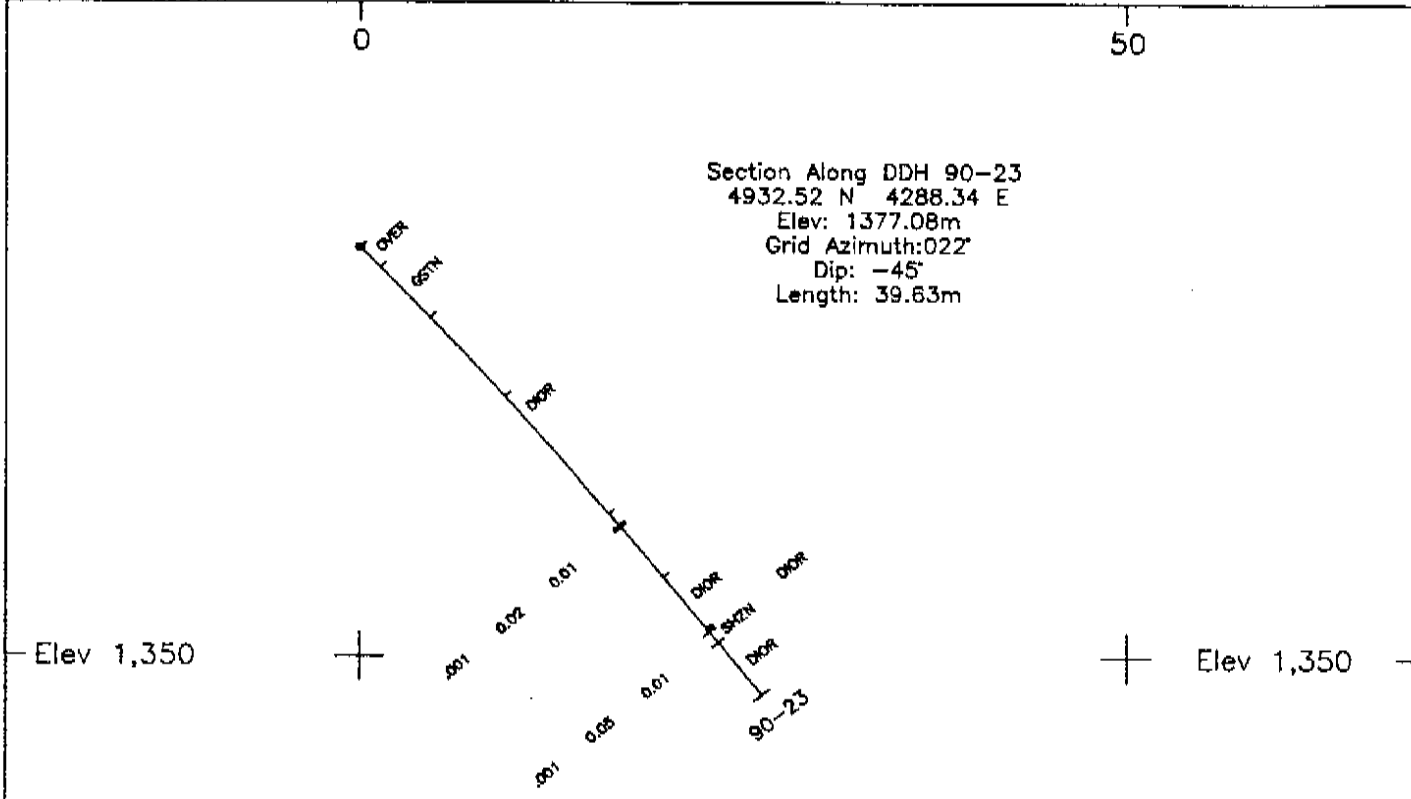 0
50
Section Along DDH 90-23
4932.52 N 4288.34 E
Elev: 1377.08m
Grid Azimuth:022°
Dip: -45°
Length: 39.63m
OVER
GSTN
DIOR
0.01
0.02
.001
DIOR
DIOR
SHZN
DIOR
Elev 1,350
Elev 1,350
0.01
0.05
.001
90-23